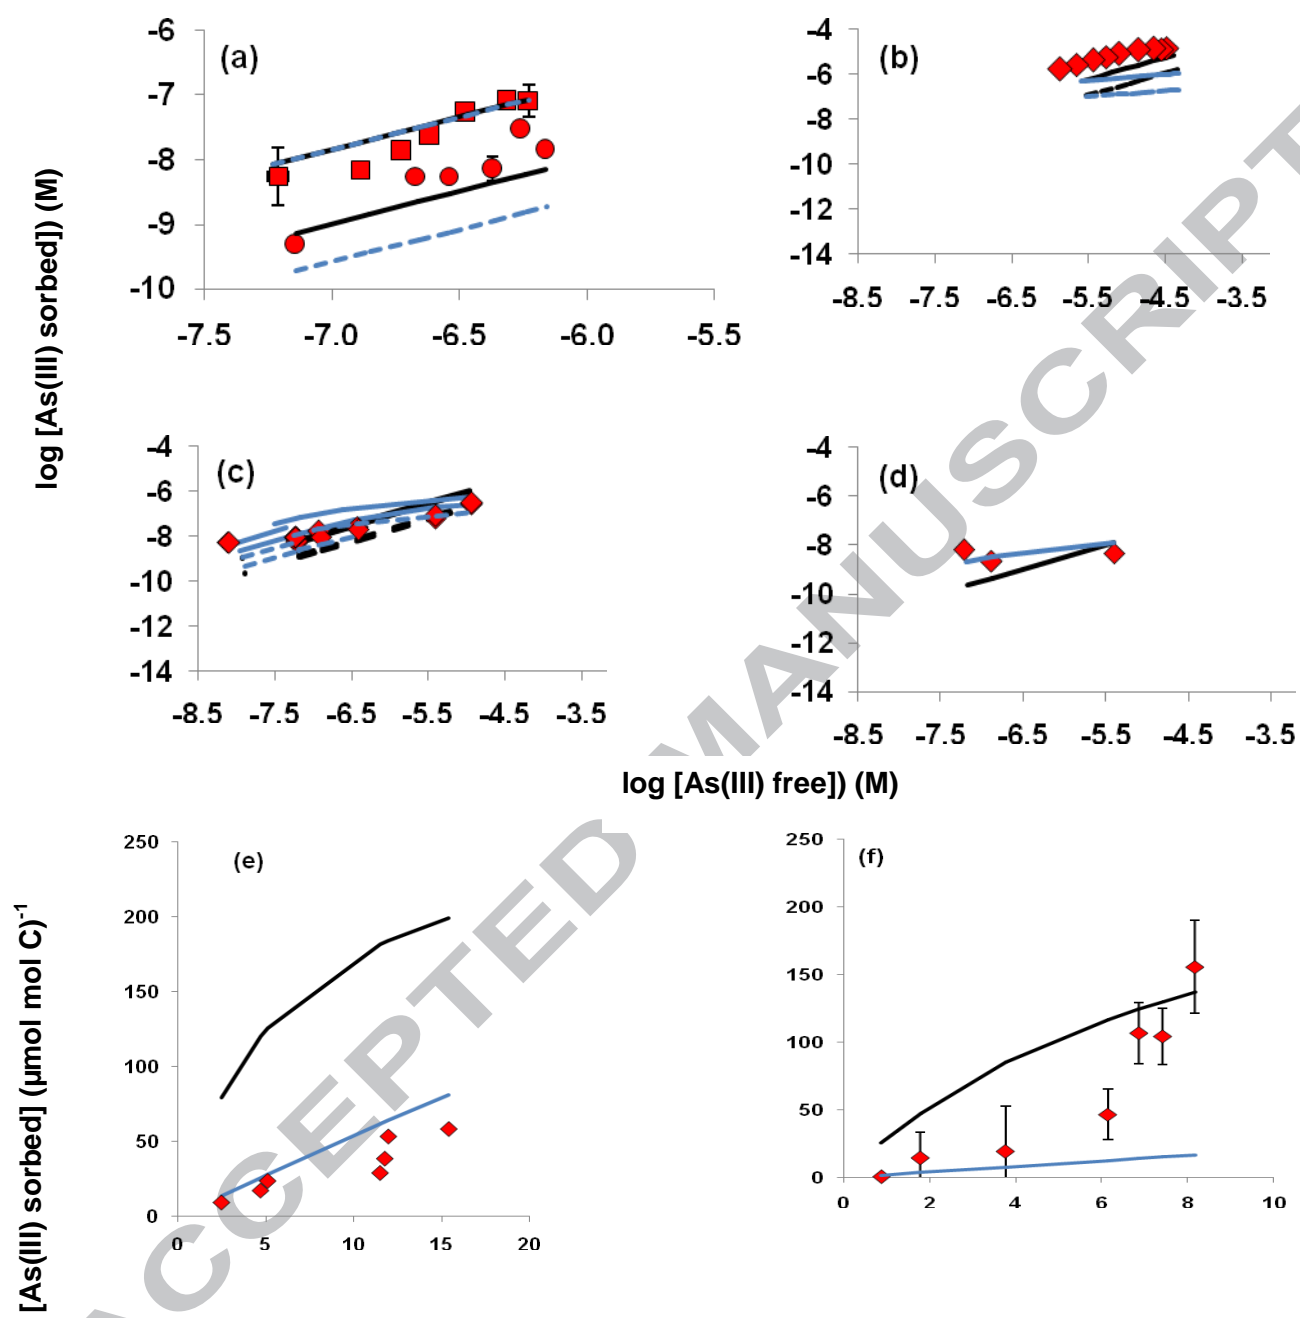 log [As(III) sorbed]) (M)
(a)
-6
-7
-8
-9
-10
-7.5 -7.0 -6.5 -6.0 -5.5
(b)
-4
-6
-8
-10
-12
-14
-8.5 -7.5 -6.5 -5.5 -4.5 -3.5
(c)
-4
-6
-8
-10
-12
-14
-8.5 -7.5 -6.5 -5.5 -4.5 -3.5
(d)
-4
-6
-8
-10
-12
-14
-8.5 -7.5 -6.5 -5.5 -4.5 -3.5
log [As(III) free]) (M)
[As(III) sorbed] (µmol mol C)-1
(e)
250
200
150
100
50
0
0 5 10 15 20
(f)
250
200
150
100
50
0
0 2 4 6 8 10
ACCEPTED MANUSCRIPT